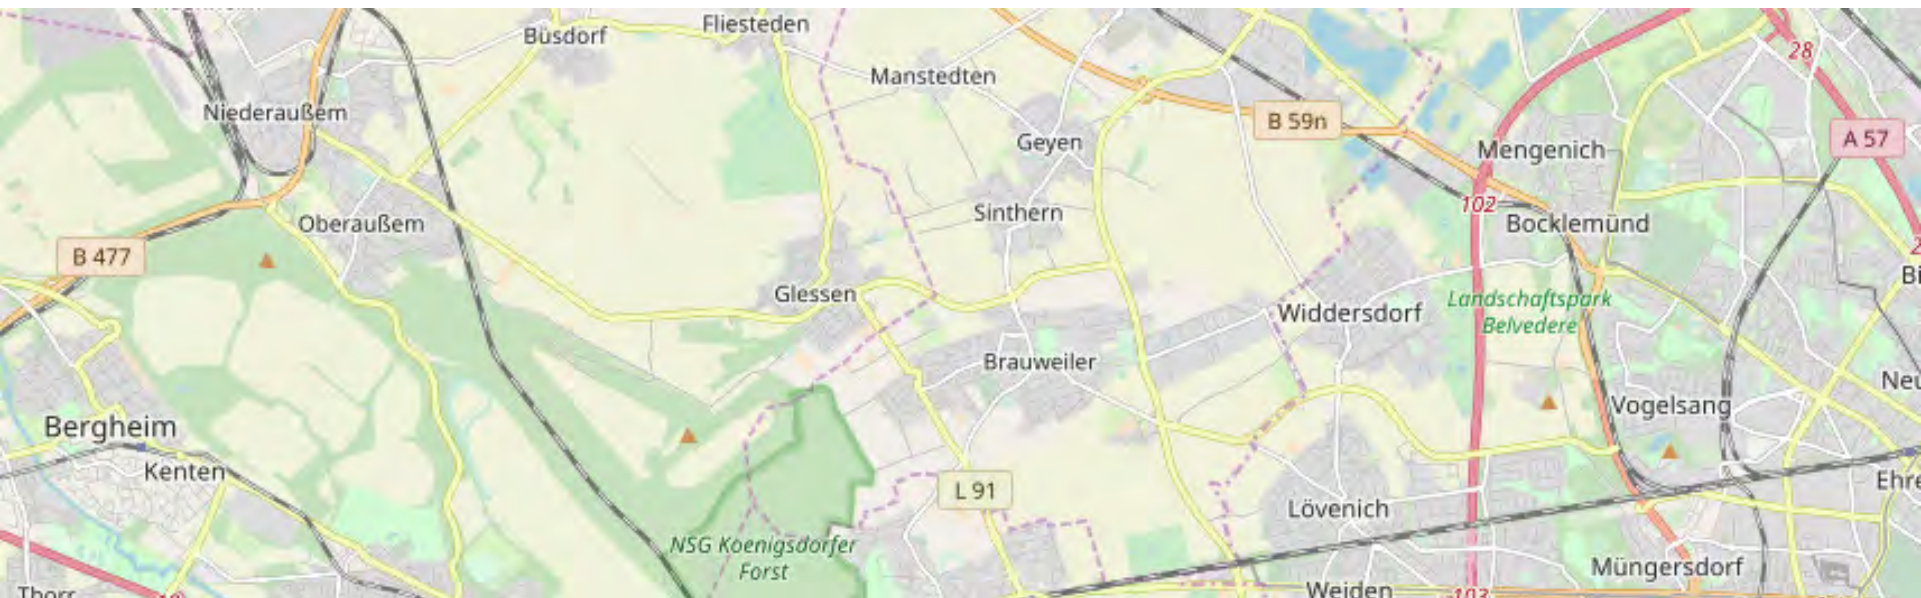 Fliesteden
Büsdorf
28
Manstedten
Niederaußem
B 59n
A 57
Geyen
Mengenich
102
Sinthern
Oberaußem
Bocklemünd
B 477
Glessen
Landschaftspark
Belvedere
Widdersdorf
Brauweiler
Vogelsang
Bergheim
Kenten
L 91
Lövenich
NSG Koenigsdorfer
Forst
Müngersdorf
Weiden
103